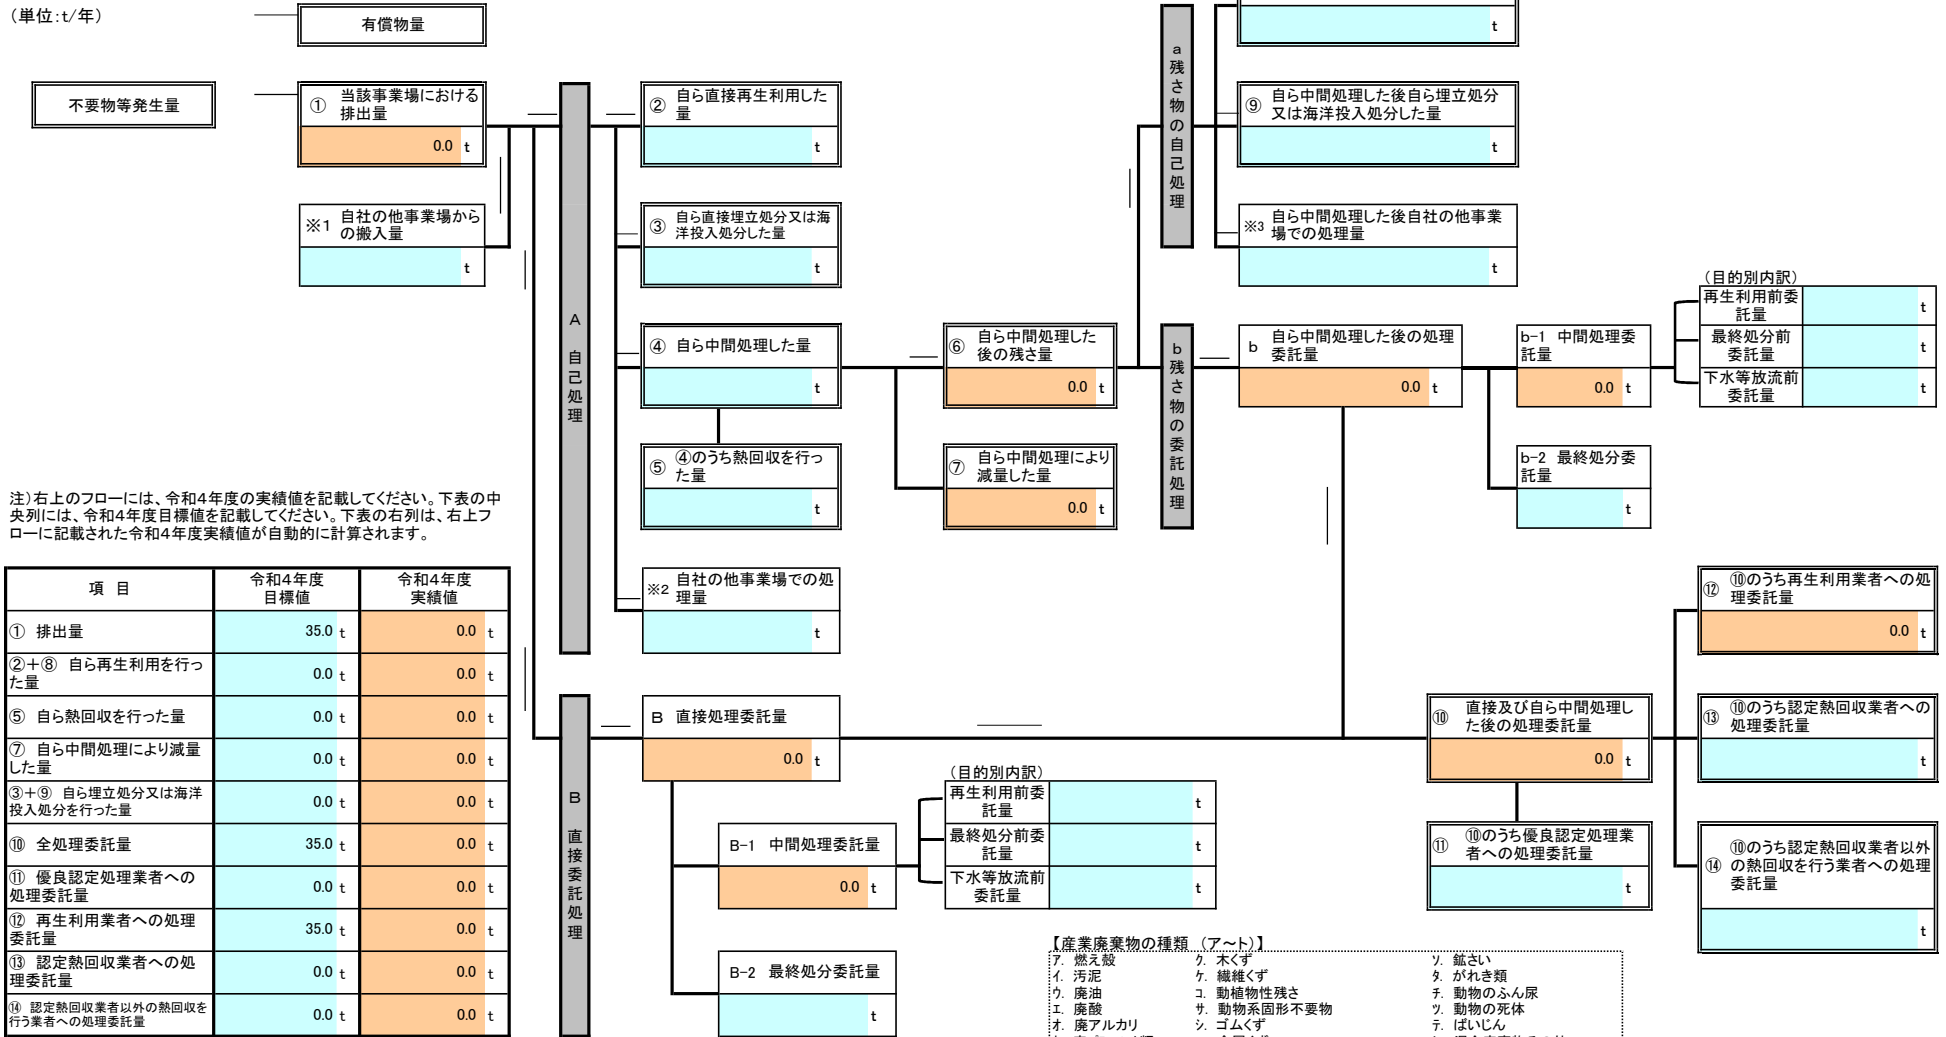 (単位:t/年)
有償物量
t
不要物等発生量
① 当該事業場における
排出量
0.0 t
※1 自社の他事業場から
の搬入量
t
A 自己処理
② 自ら直接再生利用した
量
t
③ 自ら直接埋立処分又は海
洋投入処分した量
t
④ 自ら中間処理した量
t
⑤ ④のうち熱回収を行っ
た量
t
※2 自社の他事業場での処
理量
t
⑥ 自ら中間処理した
後の残さ量
0.0 t
⑦ 自ら中間処理により
減量した量
0.0 t
a 残さ物の自己処理
⑨ 自ら中間処理した後自ら埋立処分
又は海洋投入処分した量
t
※3 自ら中間処理した後自社の他事業
場での処理量
t
b 残さ物の委託処理
b 自ら中間処理した後の処理
委託量
0.0 t
b-1 中間処理委
託量
0.0 t
b-2 最終処分委
託量
t
(目的別内訳)
再生利用前委
託量
t
最終処分前
委託量
t
下水等放流前
委託量
t
注)右上のフローには、令和4年度の実績値を記載してください。下表の中
央列には、令和4年度目標値を記載してください。下表の右列は、右上フ
ローに記載された令和4年度実績値が自動的に計算されます。
項 目 令和4年度
目標値 令和4年度
実績値
① 排出量 35.0 t 0.0 t
②+⑧ 自ら再生利用を行っ
た量 0.0 t 0.0 t
⑤ 自ら熱回収を行った量 0.0 t 0.0 t
⑦ 自ら中間処理により減量
した量 0.0 t 0.0 t
③+⑨ 自ら埋立処分又は海洋
投入処分を行った量 0.0 t 0.0 t
⑩ 全処理委託量 35.0 t 0.0 t
⑪ 優良認定処理業者への
処理委託量 0.0 t 0.0 t
⑫ 再生利用業者への処理
委託量 35.0 t 0.0 t
⑬ 認定熱回収業者への処
理委託量 0.0 t 0.0 t
⑭ 認定熱回収業者以外の熱回収を
行う業者への処理委託量 0.0 t 0.0 t
B 直接委託処理
B 直接処理委託量
0.0 t
B-1 中間処理委託量
0.0 t
B-2 最終処分委託量
t
(目的別内訳)
再生利用前委
託量
t
最終処分前委
託量
t
下水等放流前
委託量
t
⑩ 直接及び自ら中間処理し
た後の処理委託量
0.0 t
⑪ ⑩のうち優良認定処理業
者への処理委託量
t
⑫ ⑩のうち再生利用業者への処
理委託量
0.0 t
⑬ ⑩のうち認定熱回収業者への
処理委託量
t
⑭ ⑩のうち認定熱回収業者以外
の熱回収を行う業者への処理
委託量
t
【産業廃棄物の種類 (ア~ト)】
ア. 燃え殻 ク. 木くず ソ. 鉱さい
イ. 汚泥 ケ. 繊維くず タ. がれき類
ウ. 廃油 コ. 動植物性残さ チ. 動物のふん尿
エ. 廃酸 サ. 動物系固形不要物 ツ. 動物の死体
オ. 廃アルカリ シ. ゴムくず テ. ばいじん